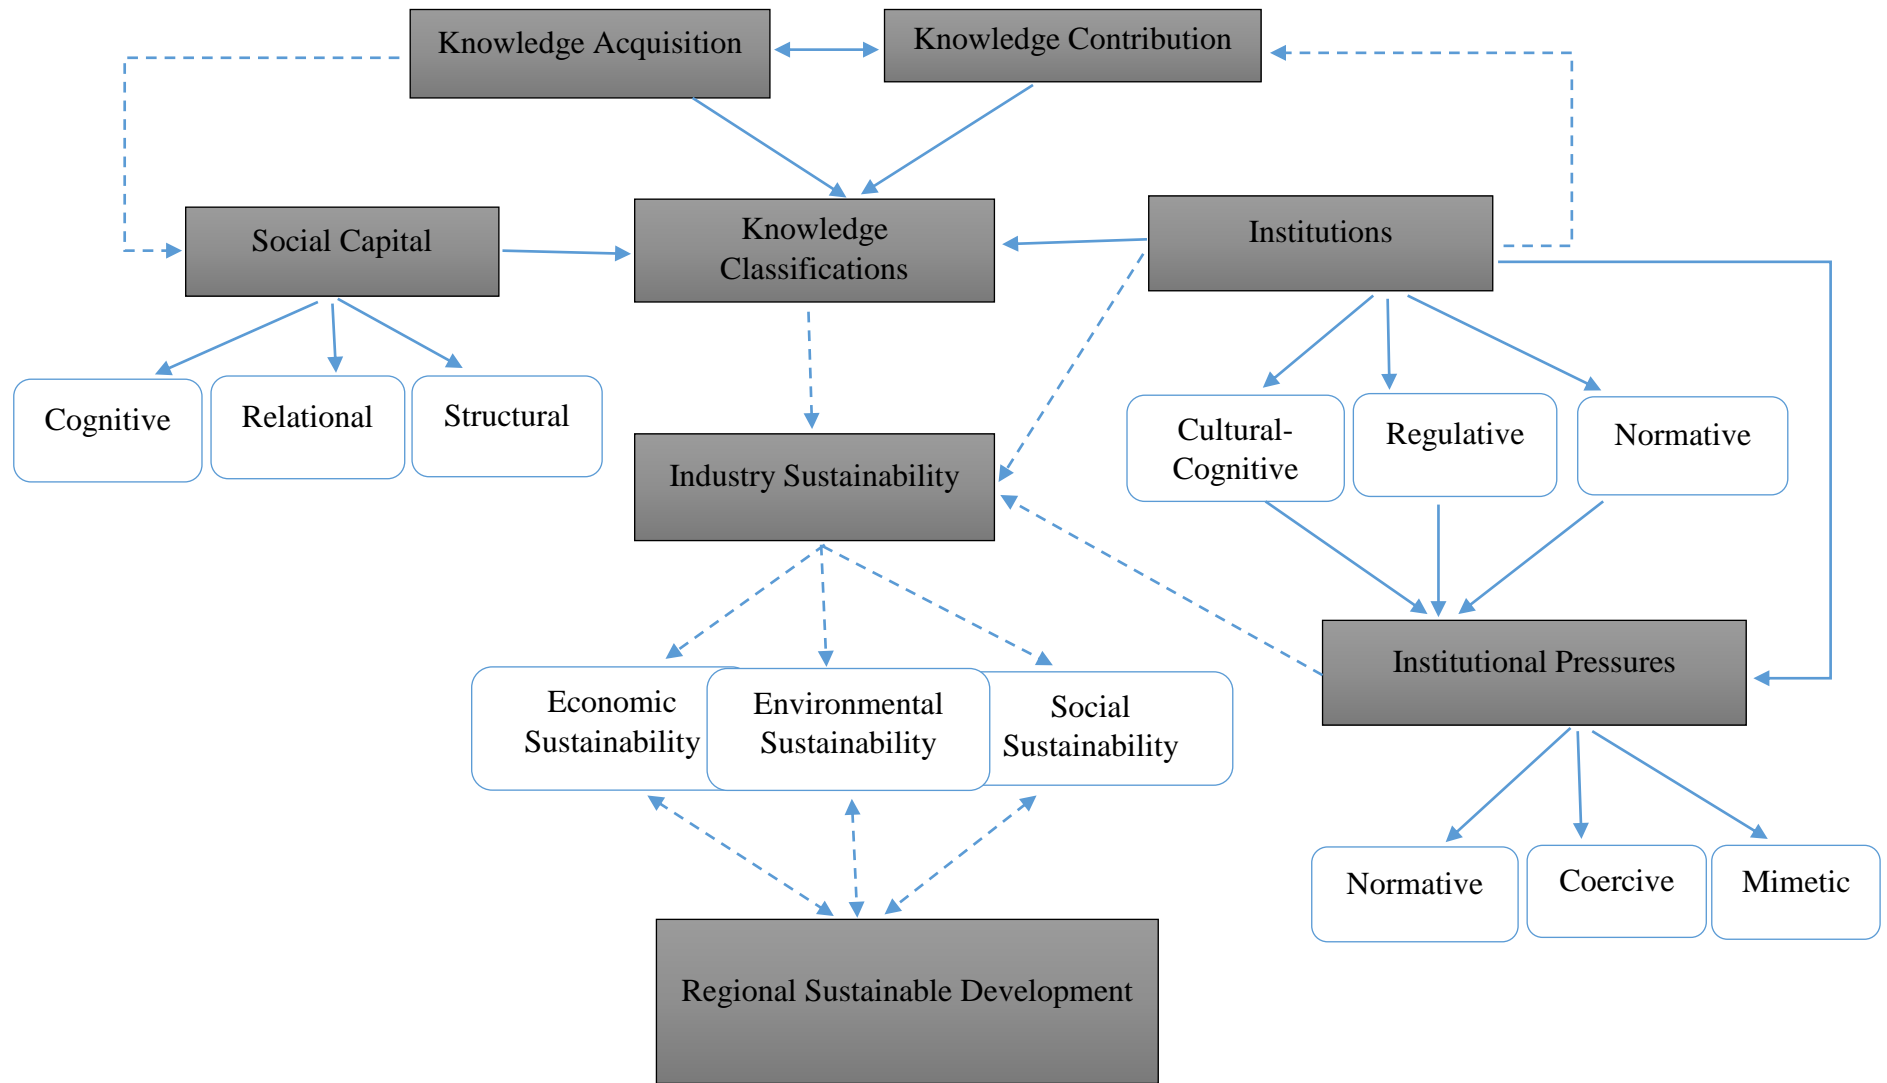 Knowledge Acquisition
Knowledge Contribution
Social Capital
Knowledge
Classifications
Institutions
Cognitive
Relational
Structural
Cultural-
Cognitive
Regulative
Normative
Industry Sustainability
Institutional Pressures
Economic
Sustainability
Environmental
Sustainability
Social
Sustainability
Normative
Coercive
Mimetic
Regional Sustainable Development